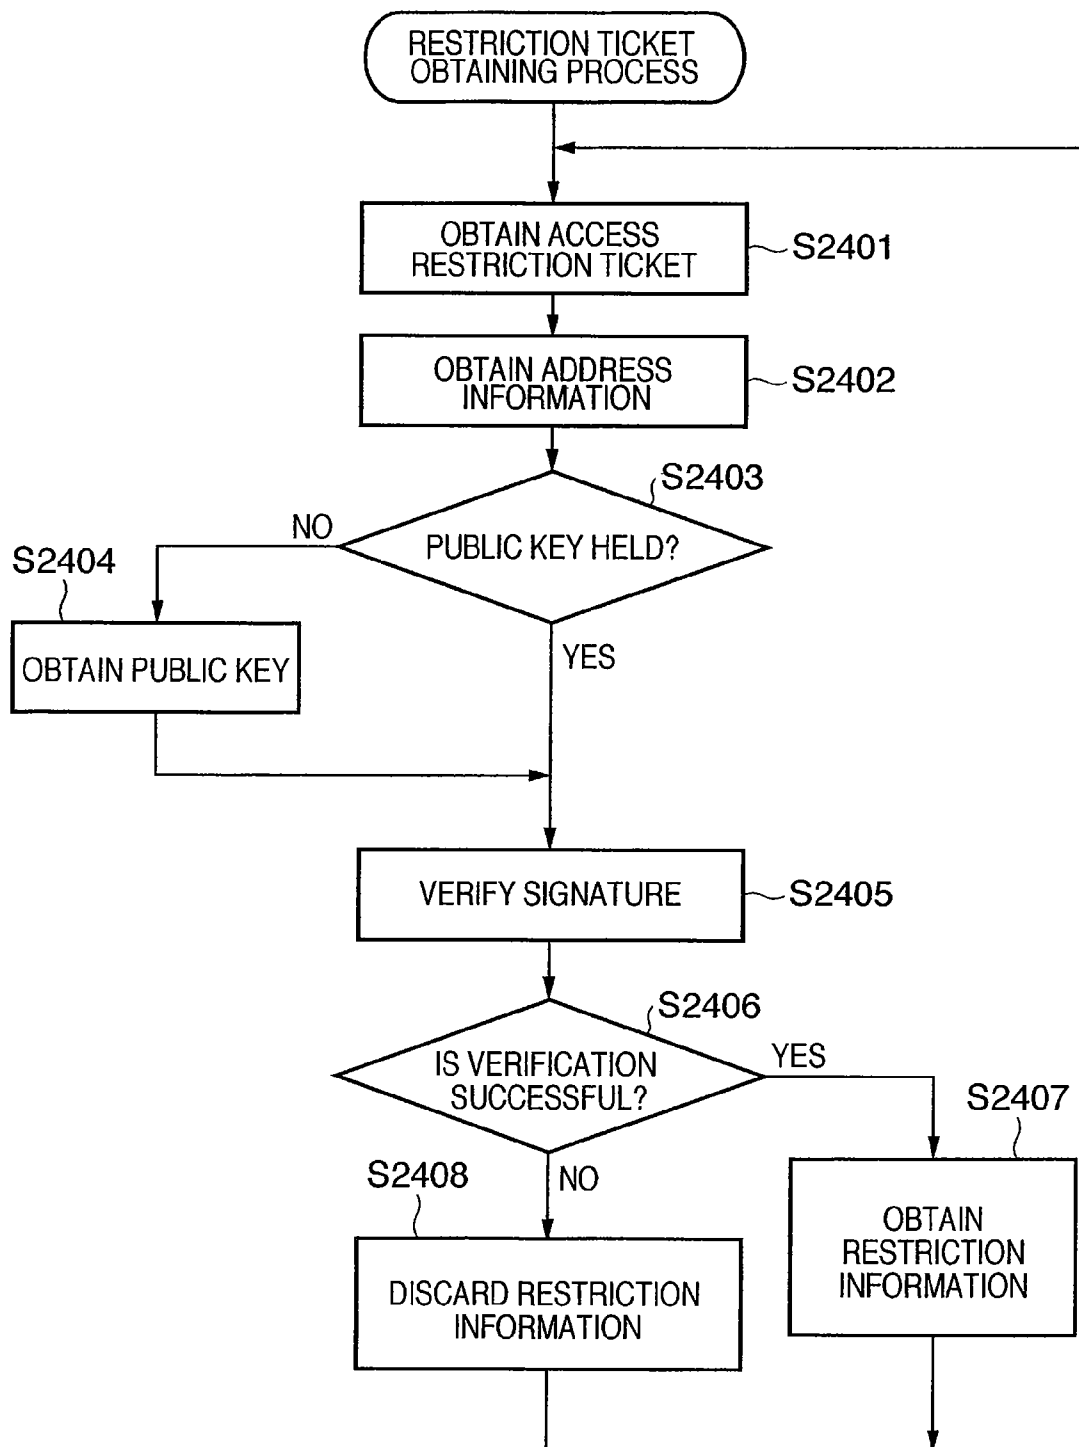 RESTRICTION TICKET
OBTAINING PROCESS
OBTAIN ACCESS
RESTRICTION TICKET
S2401
OBTAIN ADDRESS
INFORMATION
S2402
S2403
PUBLIC KEY HELD?
NO
S2404
OBTAIN PUBLIC KEY
YES
VERIFY SIGNATURE
S2405
S2406
IS VERIFICATION
SUCCESSFUL?
YES
S2407
OBTAIN
RESTRICTION
INFORMATION
NO
S2408
DISCARD RESTRICTION
INFORMATION